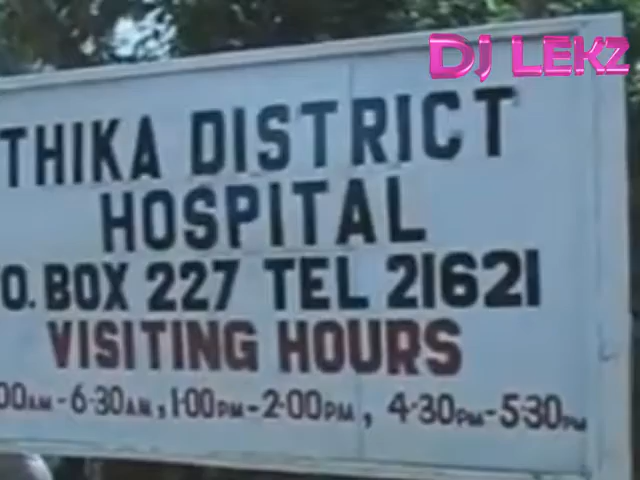 DJ LEKZ
THIKA DISTRICT
HOSPITAL
O. BOX 227 TEL 21621
VISITING HOURS
00AM-6·30AM, 1·00PM-2·00PM, 4·30PM-5·30PM